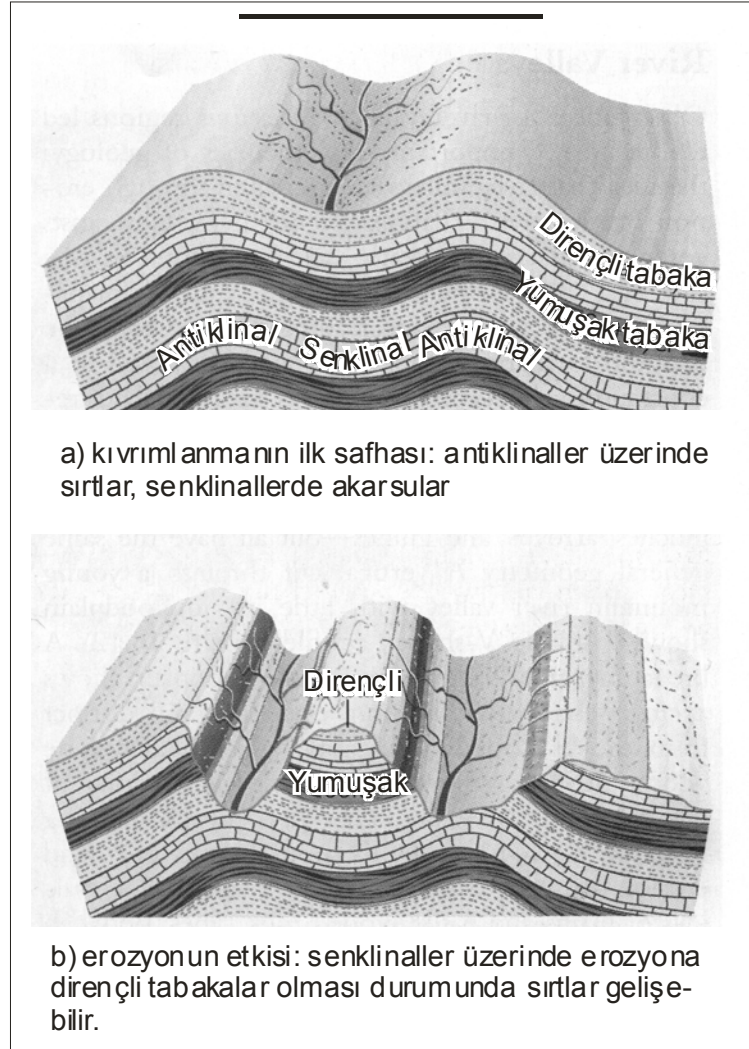 Dirençli tabaka
Yumuşak tabaka
Antiklinal Senklinal Antiklinal
a) kıvrımlanmanın ilk safhası: antiklinaller üzerinde
sırtlar, senklinallerde akarsular
Dirençli
Yumuşak
b) erozyonun etkisi: senklinaller üzerinde erozyona
dirençli tabakalar olması durumunda sırtlar gelişe-
bilir.